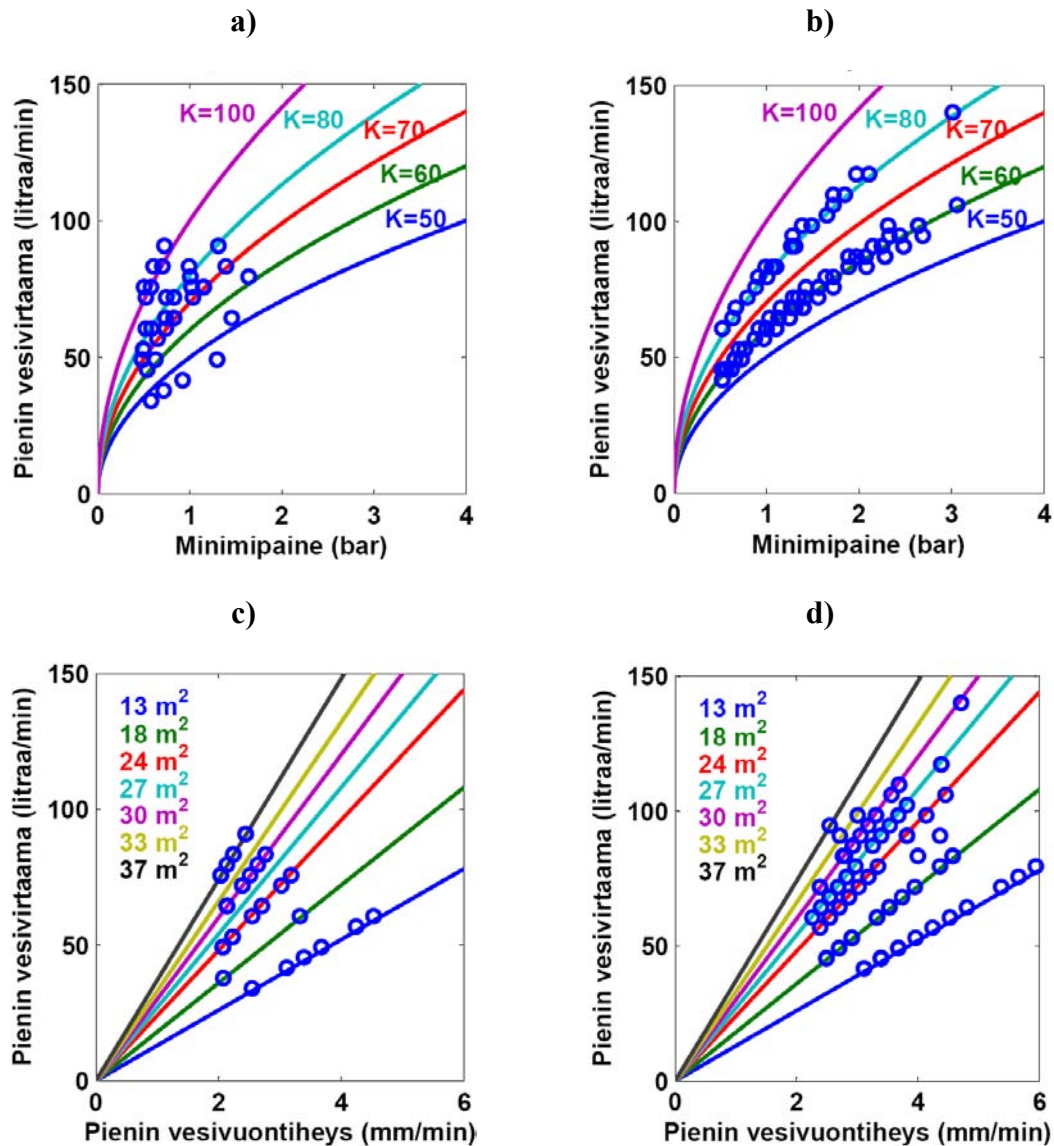 a)
150
100
50
0
0 1 2 3 4
Pienin vesivirtaama (litraa/min)
Minimipaine (bar)
K=100
K=80
K=70
K=60
K=50
b)
150
100
50
0
0 1 2 3 4
Pienin vesivirtaama (litraa/min)
Minimipaine (bar)
K=100
K=80
K=70
K=60
K=50
c)
150
100
50
0
0 2 4 6
Pienin vesivirtaama (litraa/min)
Pienin vesivuontiheys (mm/min)
13 m²
18 m²
24 m²
27 m²
30 m²
33 m²
37 m²
d)
150
100
50
0
0 2 4 6
Pienin vesivirtaama (litraa/min)
Pienin vesivuontiheys (mm/min)
13 m²
18 m²
24 m²
27 m²
30 m²
33 m²
37 m²